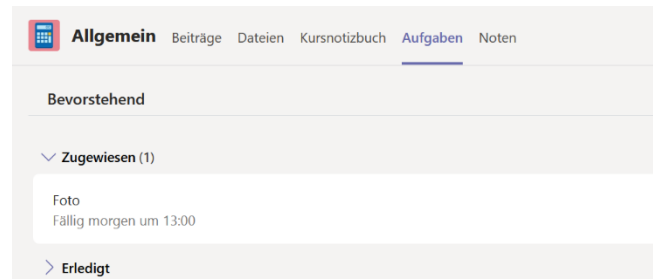 Allgemein Beiträge Dateien Kursnotizbuch Aufgaben Noten
Bevorstehend
Zugewiesen (1)
Foto
Fällig morgen um 13:00
Erledigt